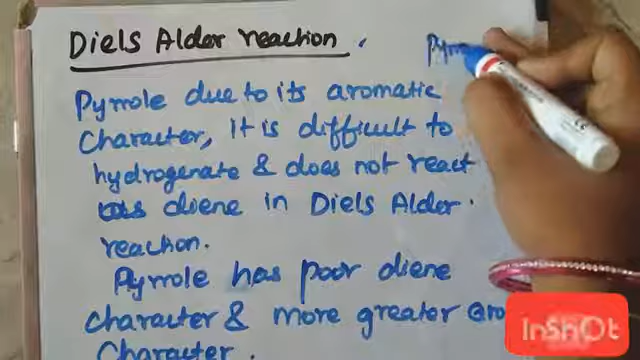 Diels Alder reaction.
Pyrrole due to its aromatic
character, it is difficult to
hydrogenate & does not react
as diene in Diels Alder
reaction.
Pyrrole has poor diene
character & more greater
character.
InShOt